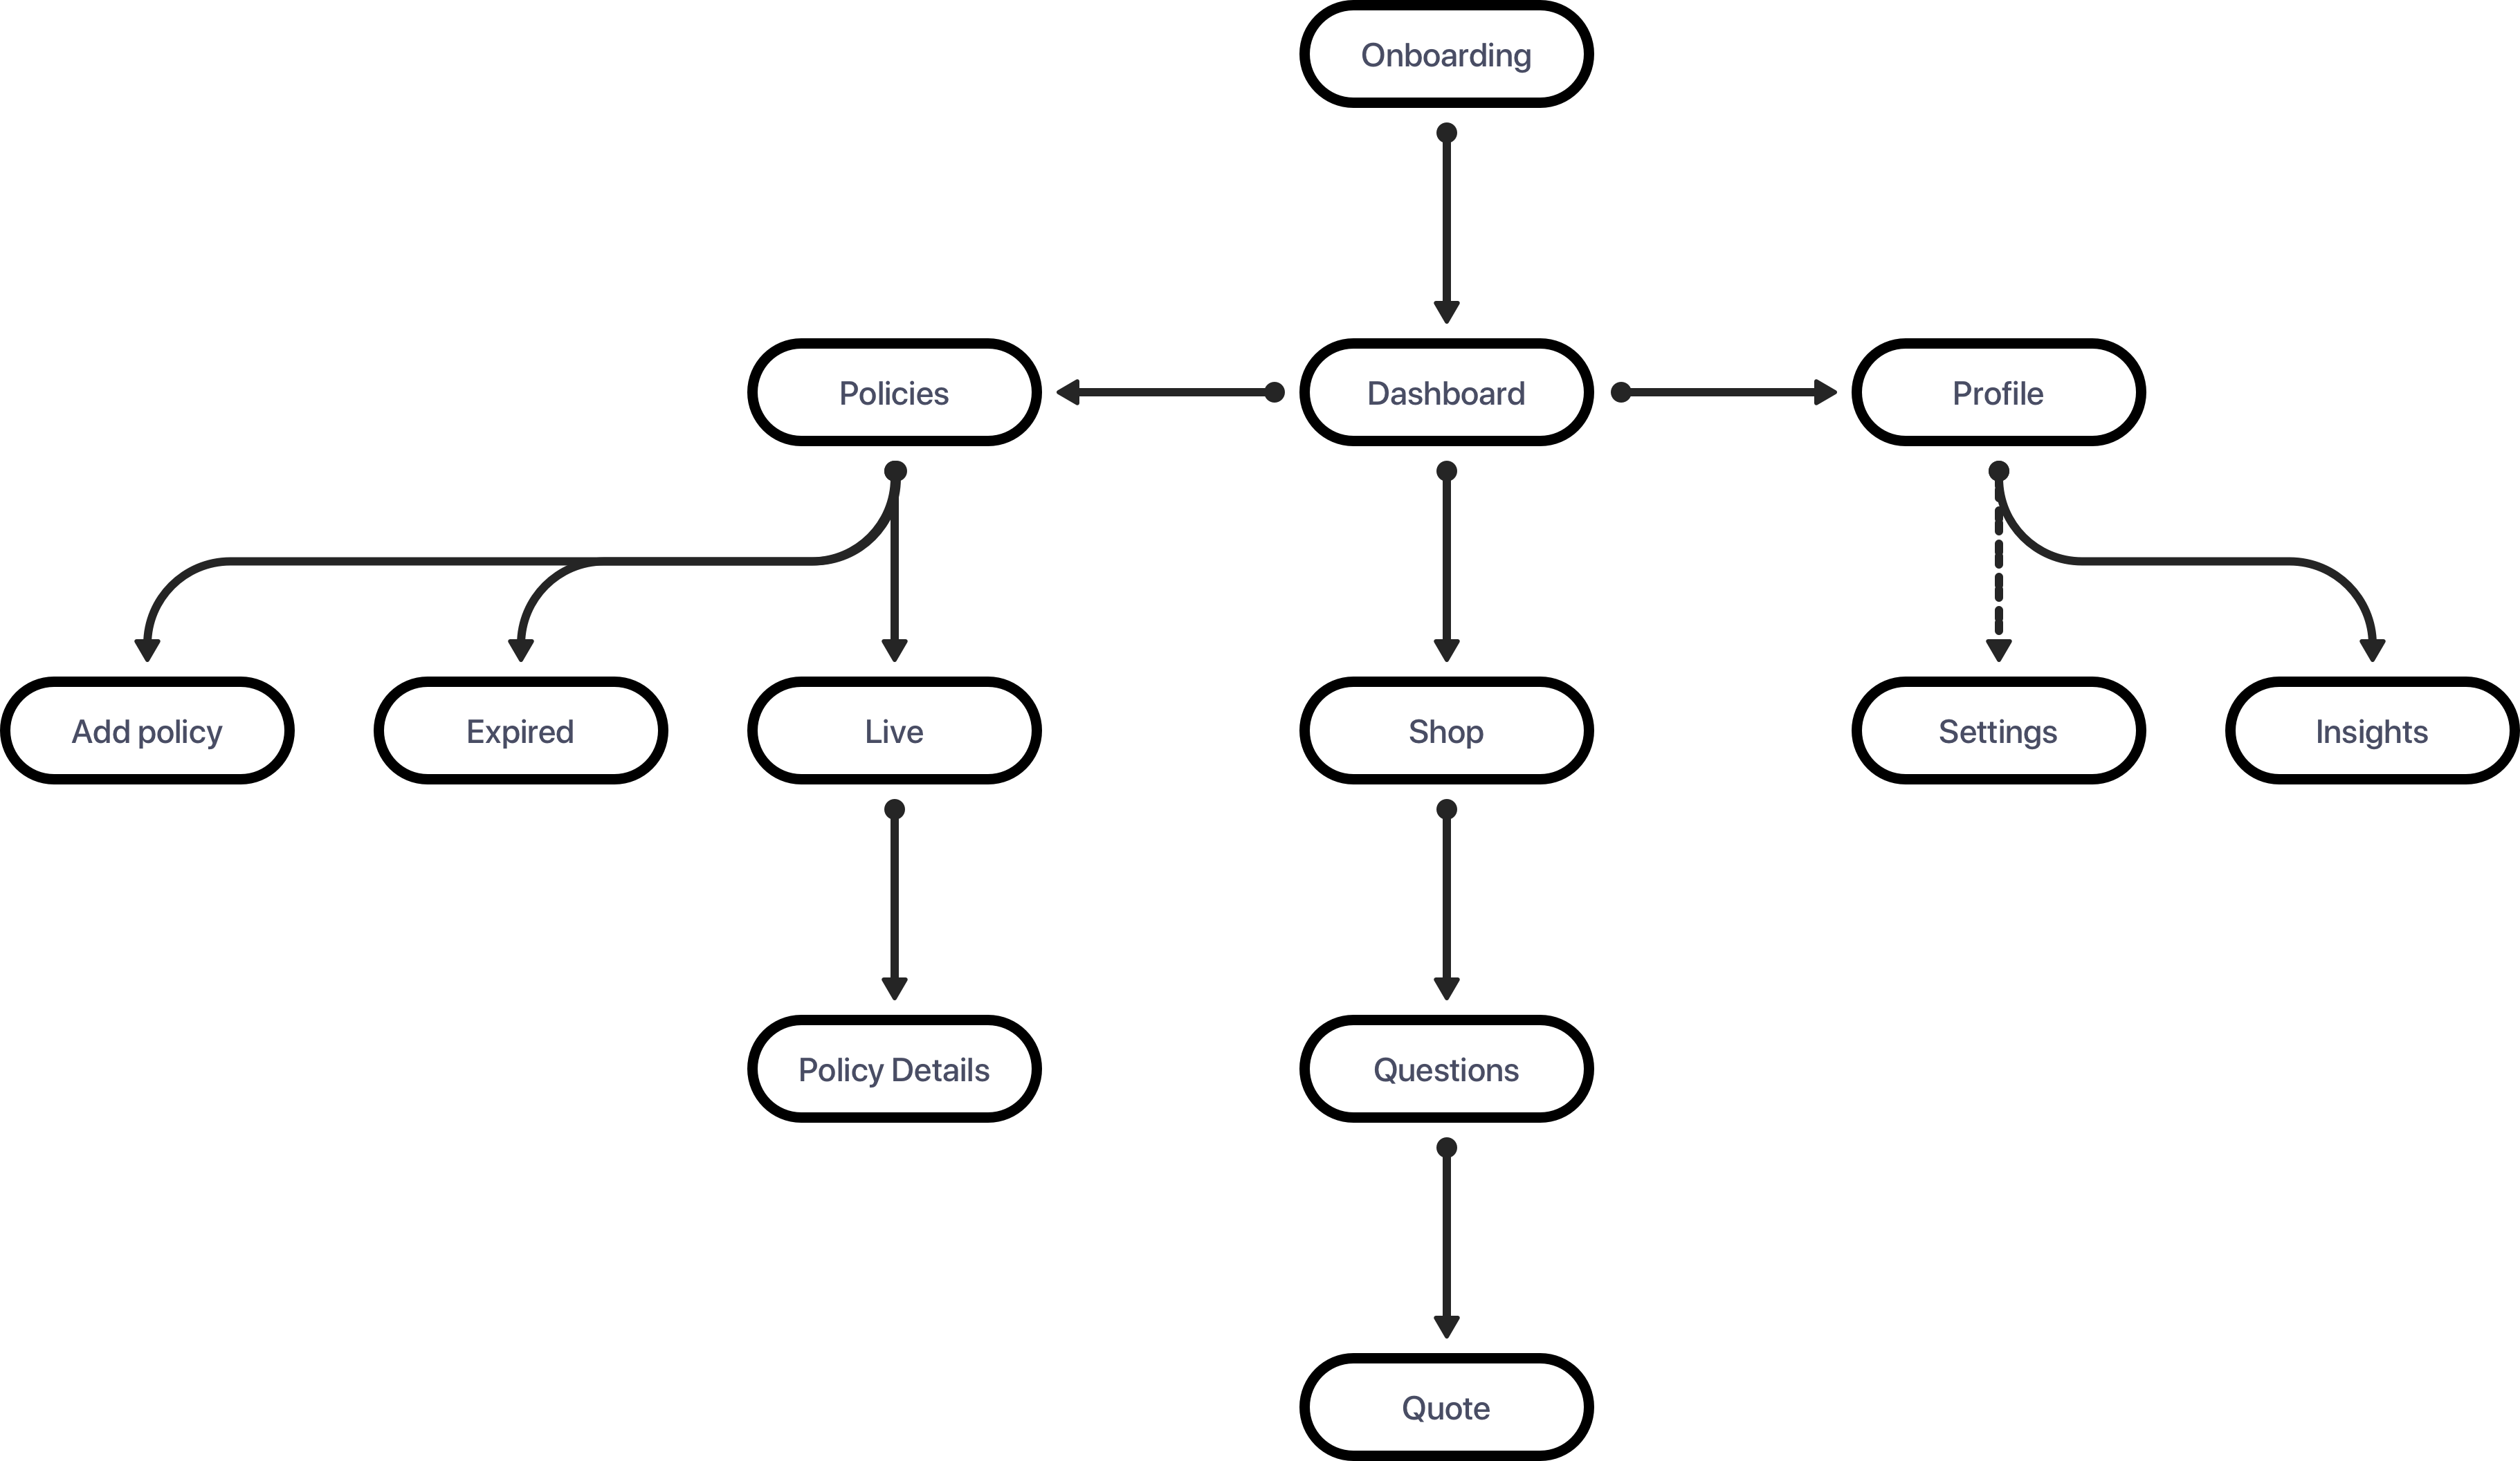 Onboarding
Policies
Dashboard
Profile
Add policy
Expired
Live
Shop
Settings
Insights
Policy Details
Questions
Quote